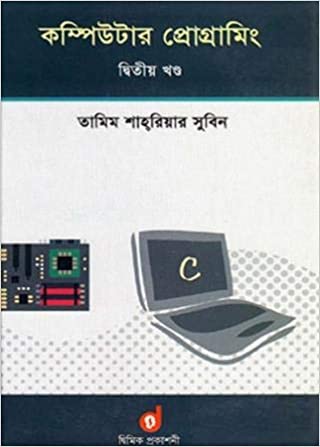 কম্পিউটার প্রোগ্রামিং
দ্বিতীয় খণ্ড
তামিম শাহ্‌রিয়ার সুবিন
C
দ্বিমিক প্রকাশনী